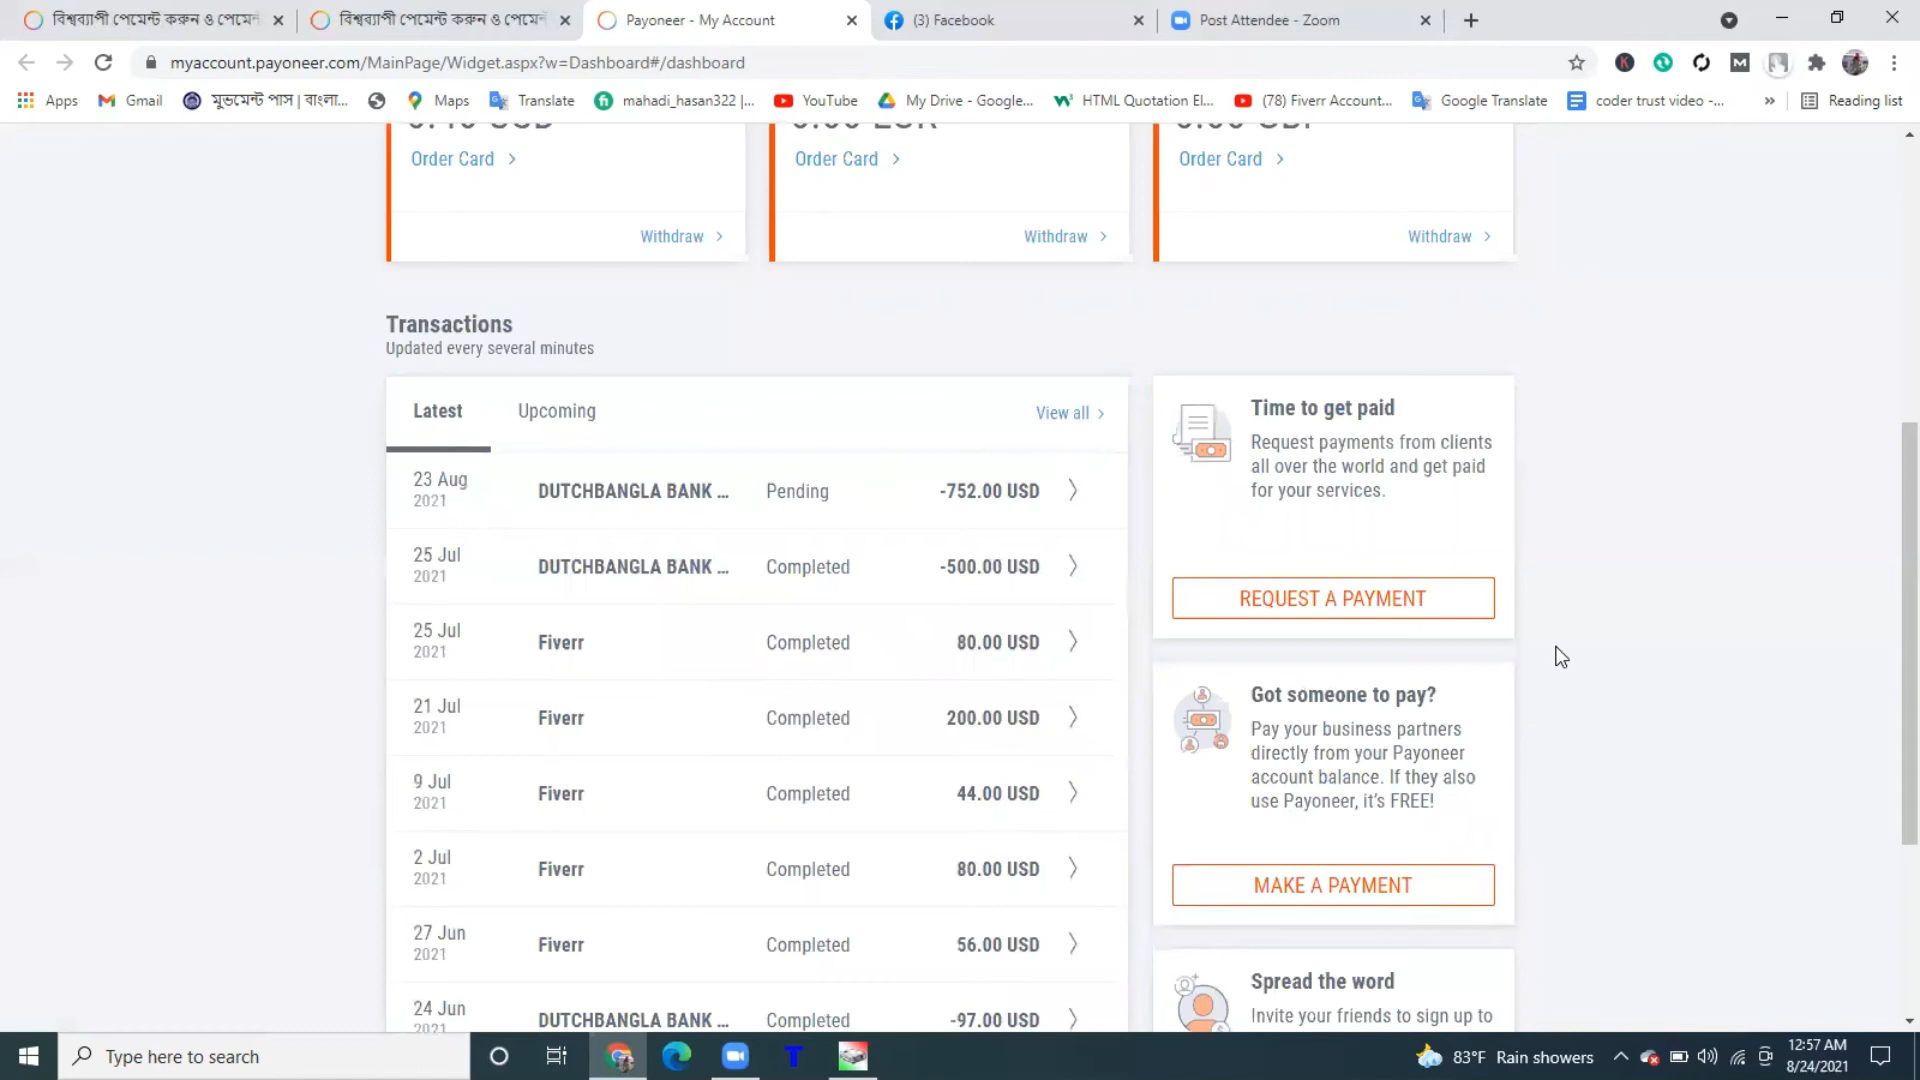 বিশ্বব্যাপী পেমেন্ট করুন ও পেমেন
বিশ্বব্যাপী পেমেন্ট করুন ও পেমেন
Payoneer - My Account
(3) Facebook
Post Attendee - Zoom
myaccount.payoneer.com/MainPage/Widget.aspx?w=Dashboard#/dashboard
Apps
Gmail
মুভমেন্ট পাস | বাংলা...
Maps
Translate
mahadi_hasan322 |...
YouTube
My Drive - Google...
HTML Quotation El...
(78) Fiverr Account...
Google Translate
coder trust video -...
»
Reading list
Order Card >
Order Card >
Order Card >
Withdraw >
Withdraw >
Withdraw >
Transactions
Updated every several minutes
Latest
Upcoming
View all >
23 Aug
2021
DUTCHBANGLA BANK ...
Pending
-752.00 USD
25 Jul
2021
DUTCHBANGLA BANK ...
Completed
-500.00 USD
25 Jul
2021
Fiverr
Completed
80.00 USD
21 Jul
2021
Fiverr
Completed
200.00 USD
9 Jul
2021
Fiverr
Completed
44.00 USD
2 Jul
2021
Fiverr
Completed
80.00 USD
27 Jun
2021
Fiverr
Completed
56.00 USD
24 Jun
2021
DUTCHBANGLA BANK ...
Completed
-97.00 USD
Time to get paid
Request payments from clients
all over the world and get paid
for your services.
REQUEST A PAYMENT
Got someone to pay?
Pay your business partners
directly from your Payoneer
account balance. If they also
use Payoneer, it's FREE!
MAKE A PAYMENT
Spread the word
Invite your friends to sign up to
Type here to search
83°F Rain showers
12:57 AM
8/24/2021